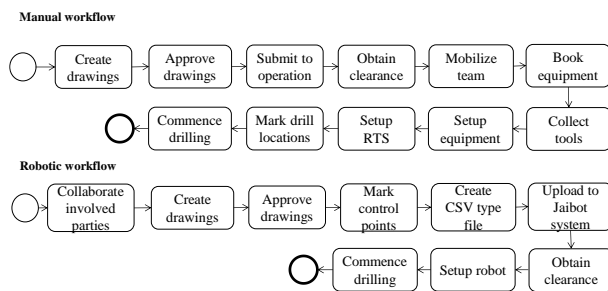 Manual workflow
Create
drawings
Approve
drawings
Submit to
operation
Obtain
clearance
Mobilize
team
Book
equipment
Commence
drilling
Mark drill
locations
Setup
RTS
Setup
equipment
Collect
tools
Robotic workflow
Collaborate
involved
parties
Create
drawings
Approve
drawings
Mark
control
points
Create
CSV type
file
Upload to
Jaibot
system
Commence
drilling
Setup robot
Obtain
clearance